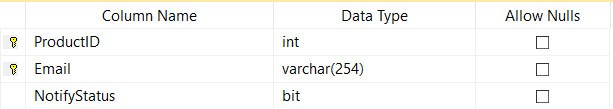 Column Name Data Type Allow Nulls
ProductID int
Email varchar(254)
NotifyStatus bit